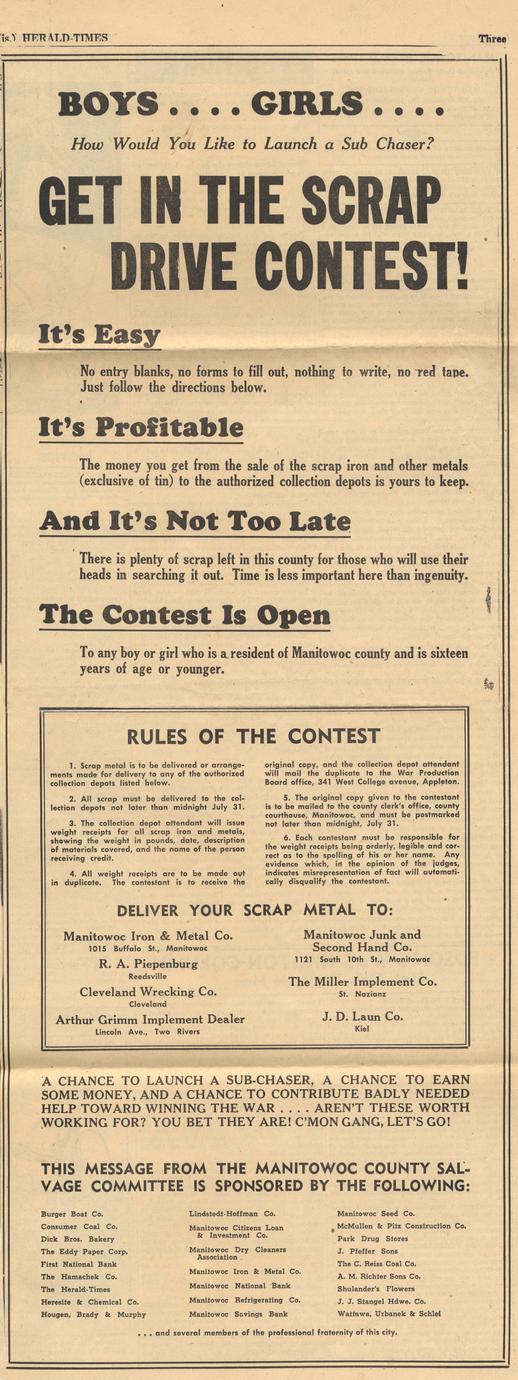 is.) HERALD-TIMES
Three
BOYS . . . . GIRLS . . . .
How Would You Like to Launch a Sub Chaser?
GET IN THE SCRAP
DRIVE CONTEST!
It's Easy
No entry blanks, no forms to fill out, nothing to write, no red tape.
Just follow the directions below.
It's Profitable
The money you get from the sale of the scrap iron and other metals
(exclusive of tin) to the authorized collection depots is yours to keep.
And It's Not Too Late
There is plenty of scrap left in this county for those who will use their
heads in searching it out. Time is less important here than ingenuity.
The Contest Is Open
To any boy or girl who is a resident of Manitowoc county and is sixteen
years of age or younger.
RULES OF THE CONTEST
1. Scrap metal is to be delivered or arrange-
ments made for delivery to any of the authorized
collection depots listed below.
2. All scrap must be delivered to the col-
lection depots not later than midnight July 31.
3. The collection depot attendant will issue
weight receipts for all scrap iron and metals,
showing the weight in pounds, date, description
of materials covered, and the name of the person
receiving credit.
4. All weight receipts are to be made out
in duplicate. The contestant is to receive the
original copy, and the collection depot attendant
will mail the duplicate to the War Production
Board office, 341 West College avenue, Appleton.
5. The original copy given to the contestant
is to be mailed to the county clerk's office, county
courthouse, Manitowoc, and must be postmarked
not later than midnight, July 31.
6. Each contestant must be responsible for
the weight receipts being orderly, legible and cor-
rect as to the spelling of his or her name. Any
evidence which, in the opinion of the judges,
indicates misrepresentation of fact will automati-
cally disqualify the contestant.
DELIVER YOUR SCRAP METAL TO:
Manitowoc Iron & Metal Co.
1015 Buffalo St., Manitowoc
R. A. Piepenburg
Reedsville
Cleveland Wrecking Co.
Cleveland
Arthur Grimm Implement Dealer
Lincoln Ave., Two Rivers
Manitowoc Junk and
Second Hand Co.
1121 South 10th St., Manitowoc
The Miller Implement Co.
St. Nazianz
J. D. Laun Co.
Kiel
A CHANCE TO LAUNCH A SUB-CHASER, A CHANCE TO EARN
SOME MONEY, AND A CHANCE TO CONTRIBUTE BADLY NEEDED
HELP TOWARD WINNING THE WAR . . . . AREN'T THESE WORTH
WORKING FOR? YOU BET THEY ARE! C'MON GANG, LET'S GO!
THIS MESSAGE FROM THE MANITOWOC COUNTY SAL-
VAGE COMMITTEE IS SPONSORED BY THE FOLLOWING:
Burger Boat Co.
Consumer Coal Co.
Dick Bros. Bakery
The Eddy Paper Corp.
First National Bank
The Hamachek Co.
The Herald-Times
Heresite & Chemical Co.
Hougen, Brady & Murphy
Lindstedt-Hoffman Co.
Manitowoc Citizens Loan
& Investment Co.
Manitowoc Dry Cleaners
Association
Manitowoc Iron & Metal Co.
Manitowoc National Bank
Manitowoc Refrigerating Co.
Manitowoc Savings Bank
Manitowoc Seed Co.
McMullen & Pitz Construction Co.
Park Drug Stores
J. Pfeffer Sons
The C. Reiss Coal Co.
A. M. Richter Sons Co.
Shulander's Flowers
J. J. Stangel Hdwe. Co.
Wattawa, Urbanek & Schlei
. . . and several members of the professional fraternity of this city.